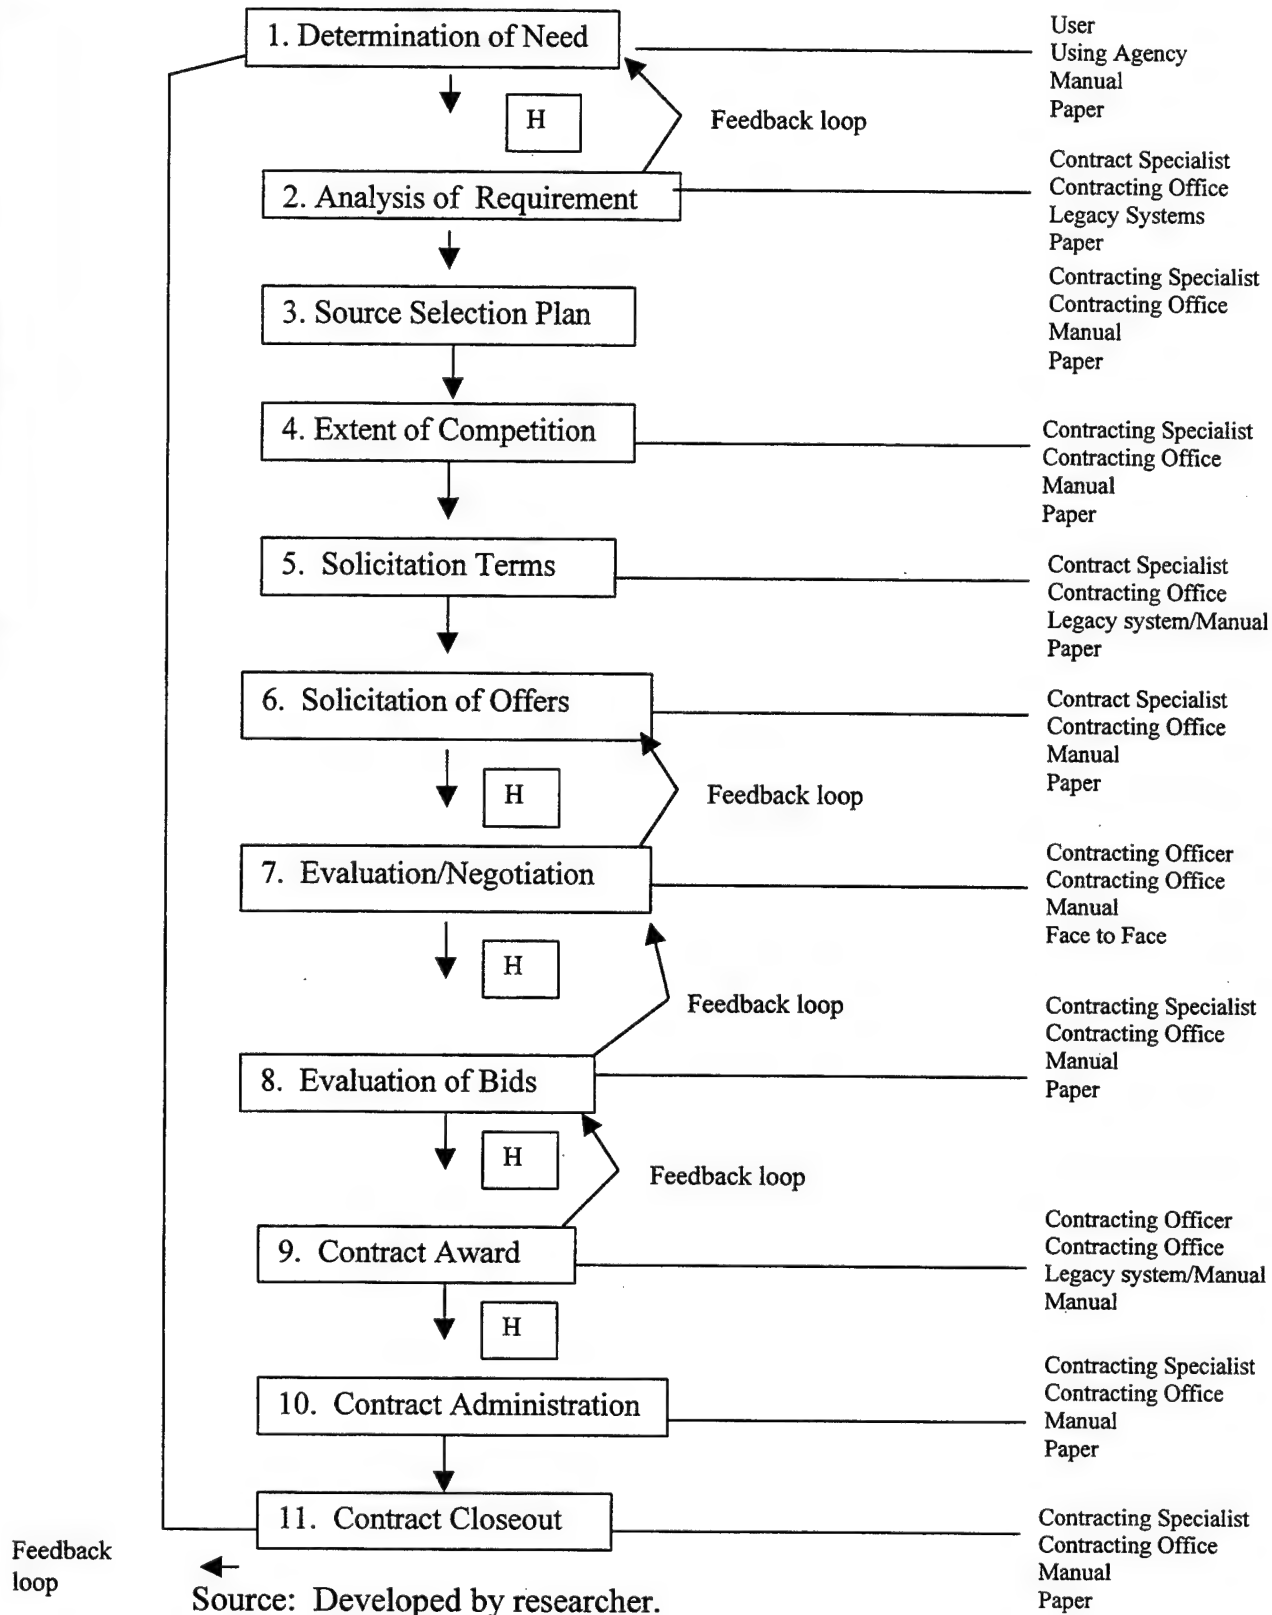 1. Determination of Need
User
Using Agency
Manual
Paper
H
Feedback loop
2. Analysis of Requirement
Contract Specialist
Contracting Office
Legacy Systems
Paper
3. Source Selection Plan
Contracting Specialist
Contracting Office
Manual
Paper
4. Extent of Competition
Contracting Specialist
Contracting Office
Manual
Paper
5. Solicitation Terms
Contract Specialist
Contracting Office
Legacy system/Manual
Paper
6. Solicitation of Offers
Contract Specialist
Contracting Office
Manual
Paper
H
Feedback loop
7. Evaluation/Negotiation
Contracting Officer
Contracting Office
Manual
Face to Face
H
Feedback loop
8. Evaluation of Bids
Contracting Specialist
Contracting Office
Manual
Paper
H
Feedback loop
9. Contract Award
Contracting Officer
Contracting Office
Legacy system/Manual
Manual
H
10. Contract Administration
Contracting Specialist
Contracting Office
Manual
Paper
11. Contract Closeout
Contracting Specialist
Contracting Office
Manual
Paper
Feedback
loop
Source: Developed by researcher.